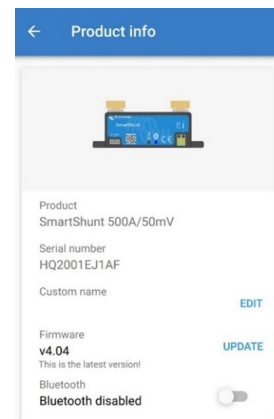 Product info
SmartShunt
Product
SmartShunt 500A/50mV
Serial number
HQ2001EJ1AF
Custom name
EDIT
Firmware
v4.04
UPDATE
This is the latest version!
Bluetooth
Bluetooth disabled